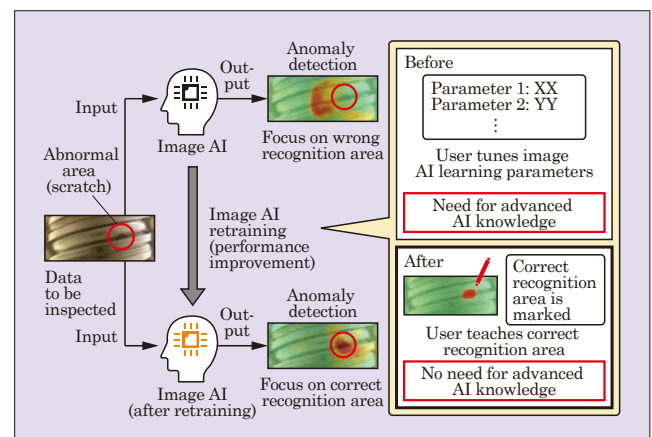 Anomaly
detection
Out-
put
Input
Image AI
Focus on wrong
recognition area
Abnormal
area
(scratch)
Data
to be
inspected
Image AI
retraining
(performance
improvement)
Input
Out-
put
Anomaly
detection
Image AI
(after retraining)
Focus on correct
recognition area
Before
Parameter 1: XX
Parameter 2: YY
⋮
User tunes image
AI learning parameters
Need for advanced
AI knowledge
After
Correct
recognition
area is
marked
User teaches correct
recognition area
No need for advanced
AI knowledge